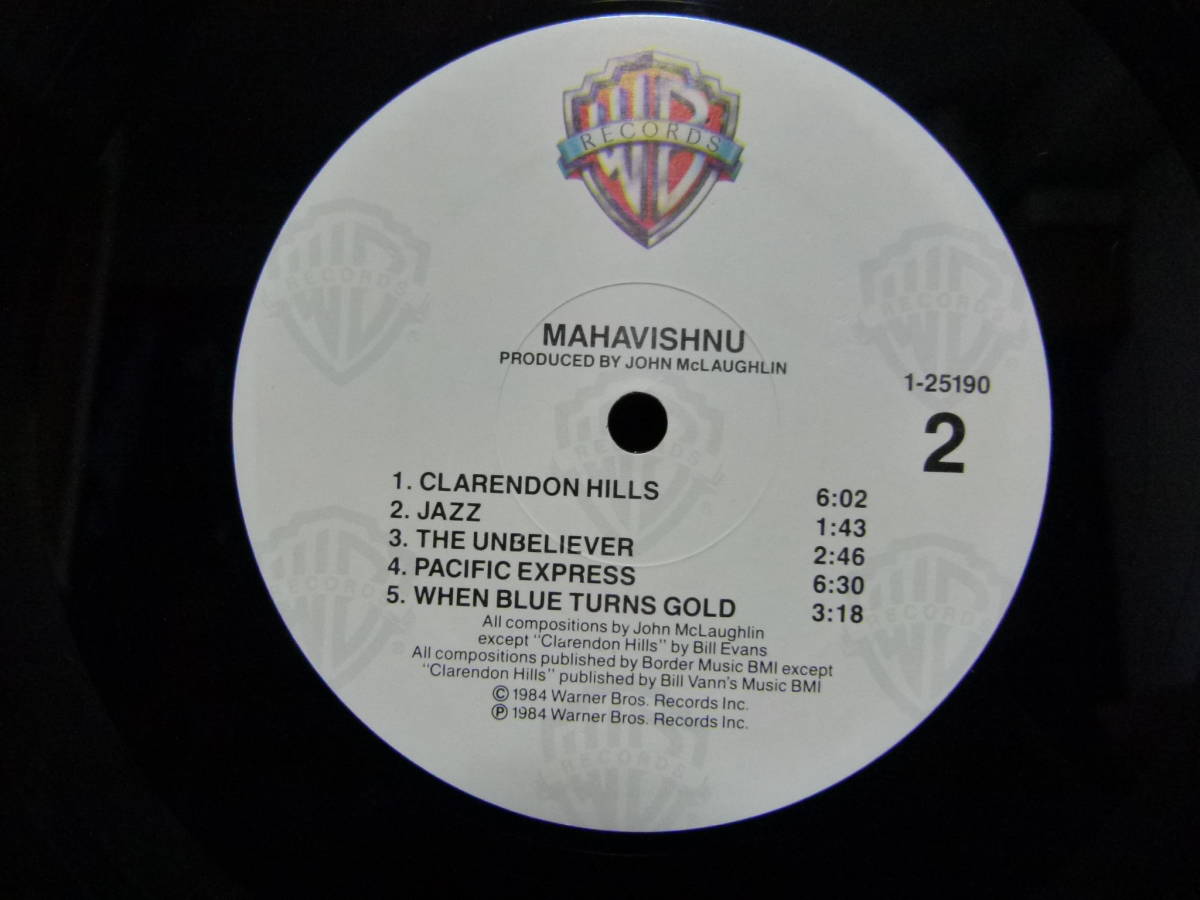 WB
RECORDS
MAHAVISHNU
PRODUCED BY JOHN McLAUGHLIN
1-25190
2
1. CLARENDON HILLS 6:02
2. JAZZ 1:43
3. THE UNBELIEVER 2:46
4. PACIFIC EXPRESS 6:30
5. WHEN BLUE TURNS GOLD 3:18
All compositions by John McLaughlin
except "Clarendon Hills" by Bill Evans
All compositions published by Border Music BMI except
"Clarendon Hills" published by Bill Vann's Music BMI
© 1984 Warner Bros. Records Inc.
℗ 1984 Warner Bros. Records Inc.